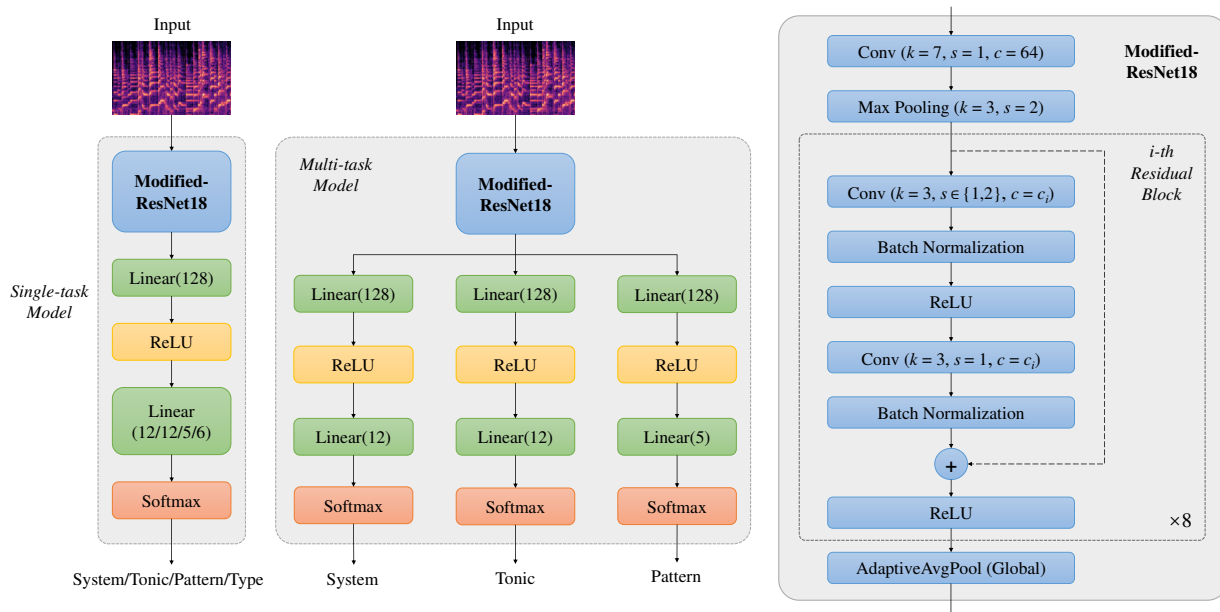 Input
Modified-
ResNet18
Linear(128)
ReLU
Linear
(12/12/5/6)
Softmax
System/Tonic/Pattern/Type
Single-task
Model
Input
Multi-task
Model
Modified-
ResNet18
Linear(128)
Linear(128)
Linear(128)
ReLU
ReLU
ReLU
Linear(12)
Linear(12)
Linear(5)
Softmax
Softmax
Softmax
System
Tonic
Pattern
Modified-
ResNet18
Conv (k = 7, s = 1, c = 64)
Max Pooling (k = 3, s = 2)
i-th
Residual
Block
Conv (k = 3, s ∈ {1,2}, c = cᵢ)
Batch Normalization
ReLU
Conv (k = 3, s = 1, c = cᵢ)
Batch Normalization
+
ReLU
×8
AdaptiveAvgPool (Global)